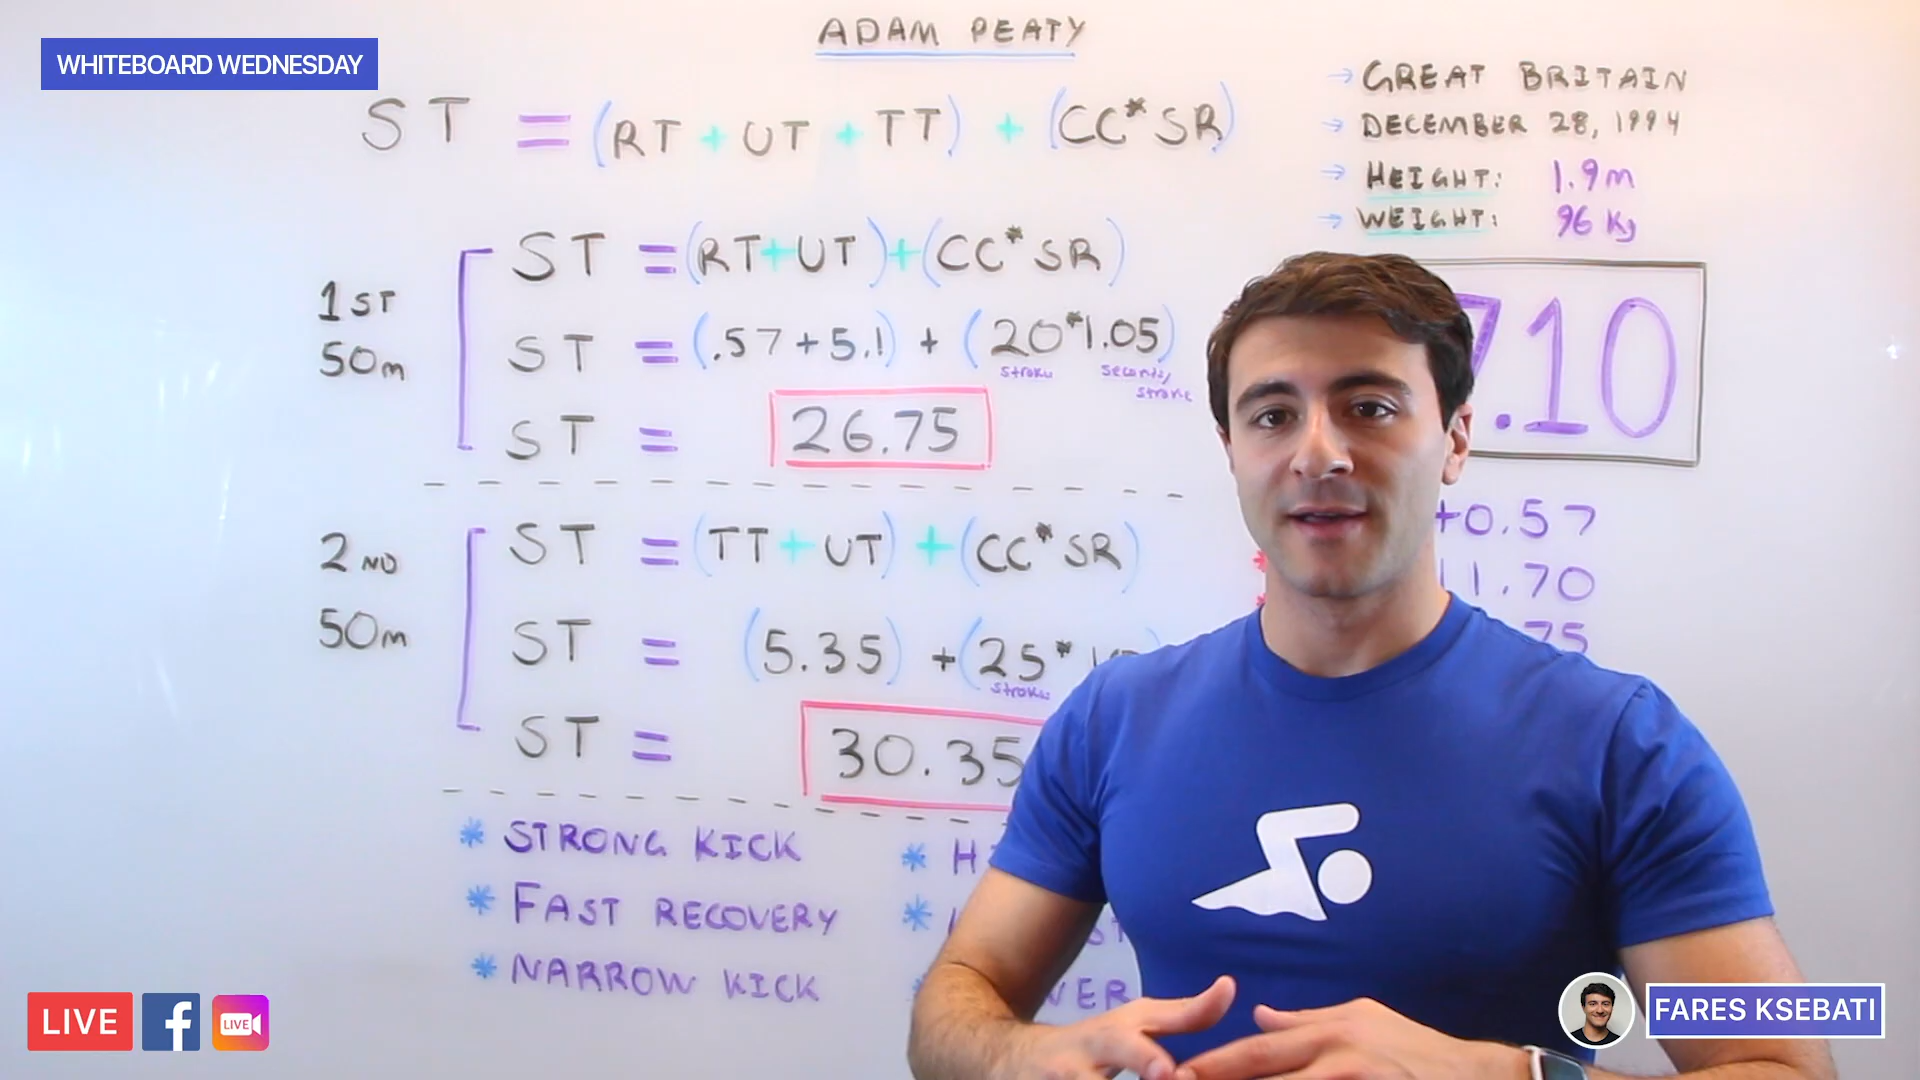 WHITEBOARD WEDNESDAY
ADAM PEATY
ST = (RT + UT + TT) + (CC*SR)
→ GREAT BRITAIN
→ DECEMBER 28, 1994
→ HEIGHT: 1.9m
→ WEIGHT: 96 Kg
1ST
50m
ST = (RT+UT)+(CC*SR)
ST = (.57+5.1) + (20*1.05)
stroke
seconds/
stroke
ST = 26.75
.10
2ND
50m
ST = (TT+UT) + (CC*SR)
ST = (5.35) + (25*
stroke
ST = 30.35
+0.57
11.70
75
* STRONG KICK
* FAST RECOVERY
* NARROW KICK
LIVE
f
LIVE
FARES KSEBATI